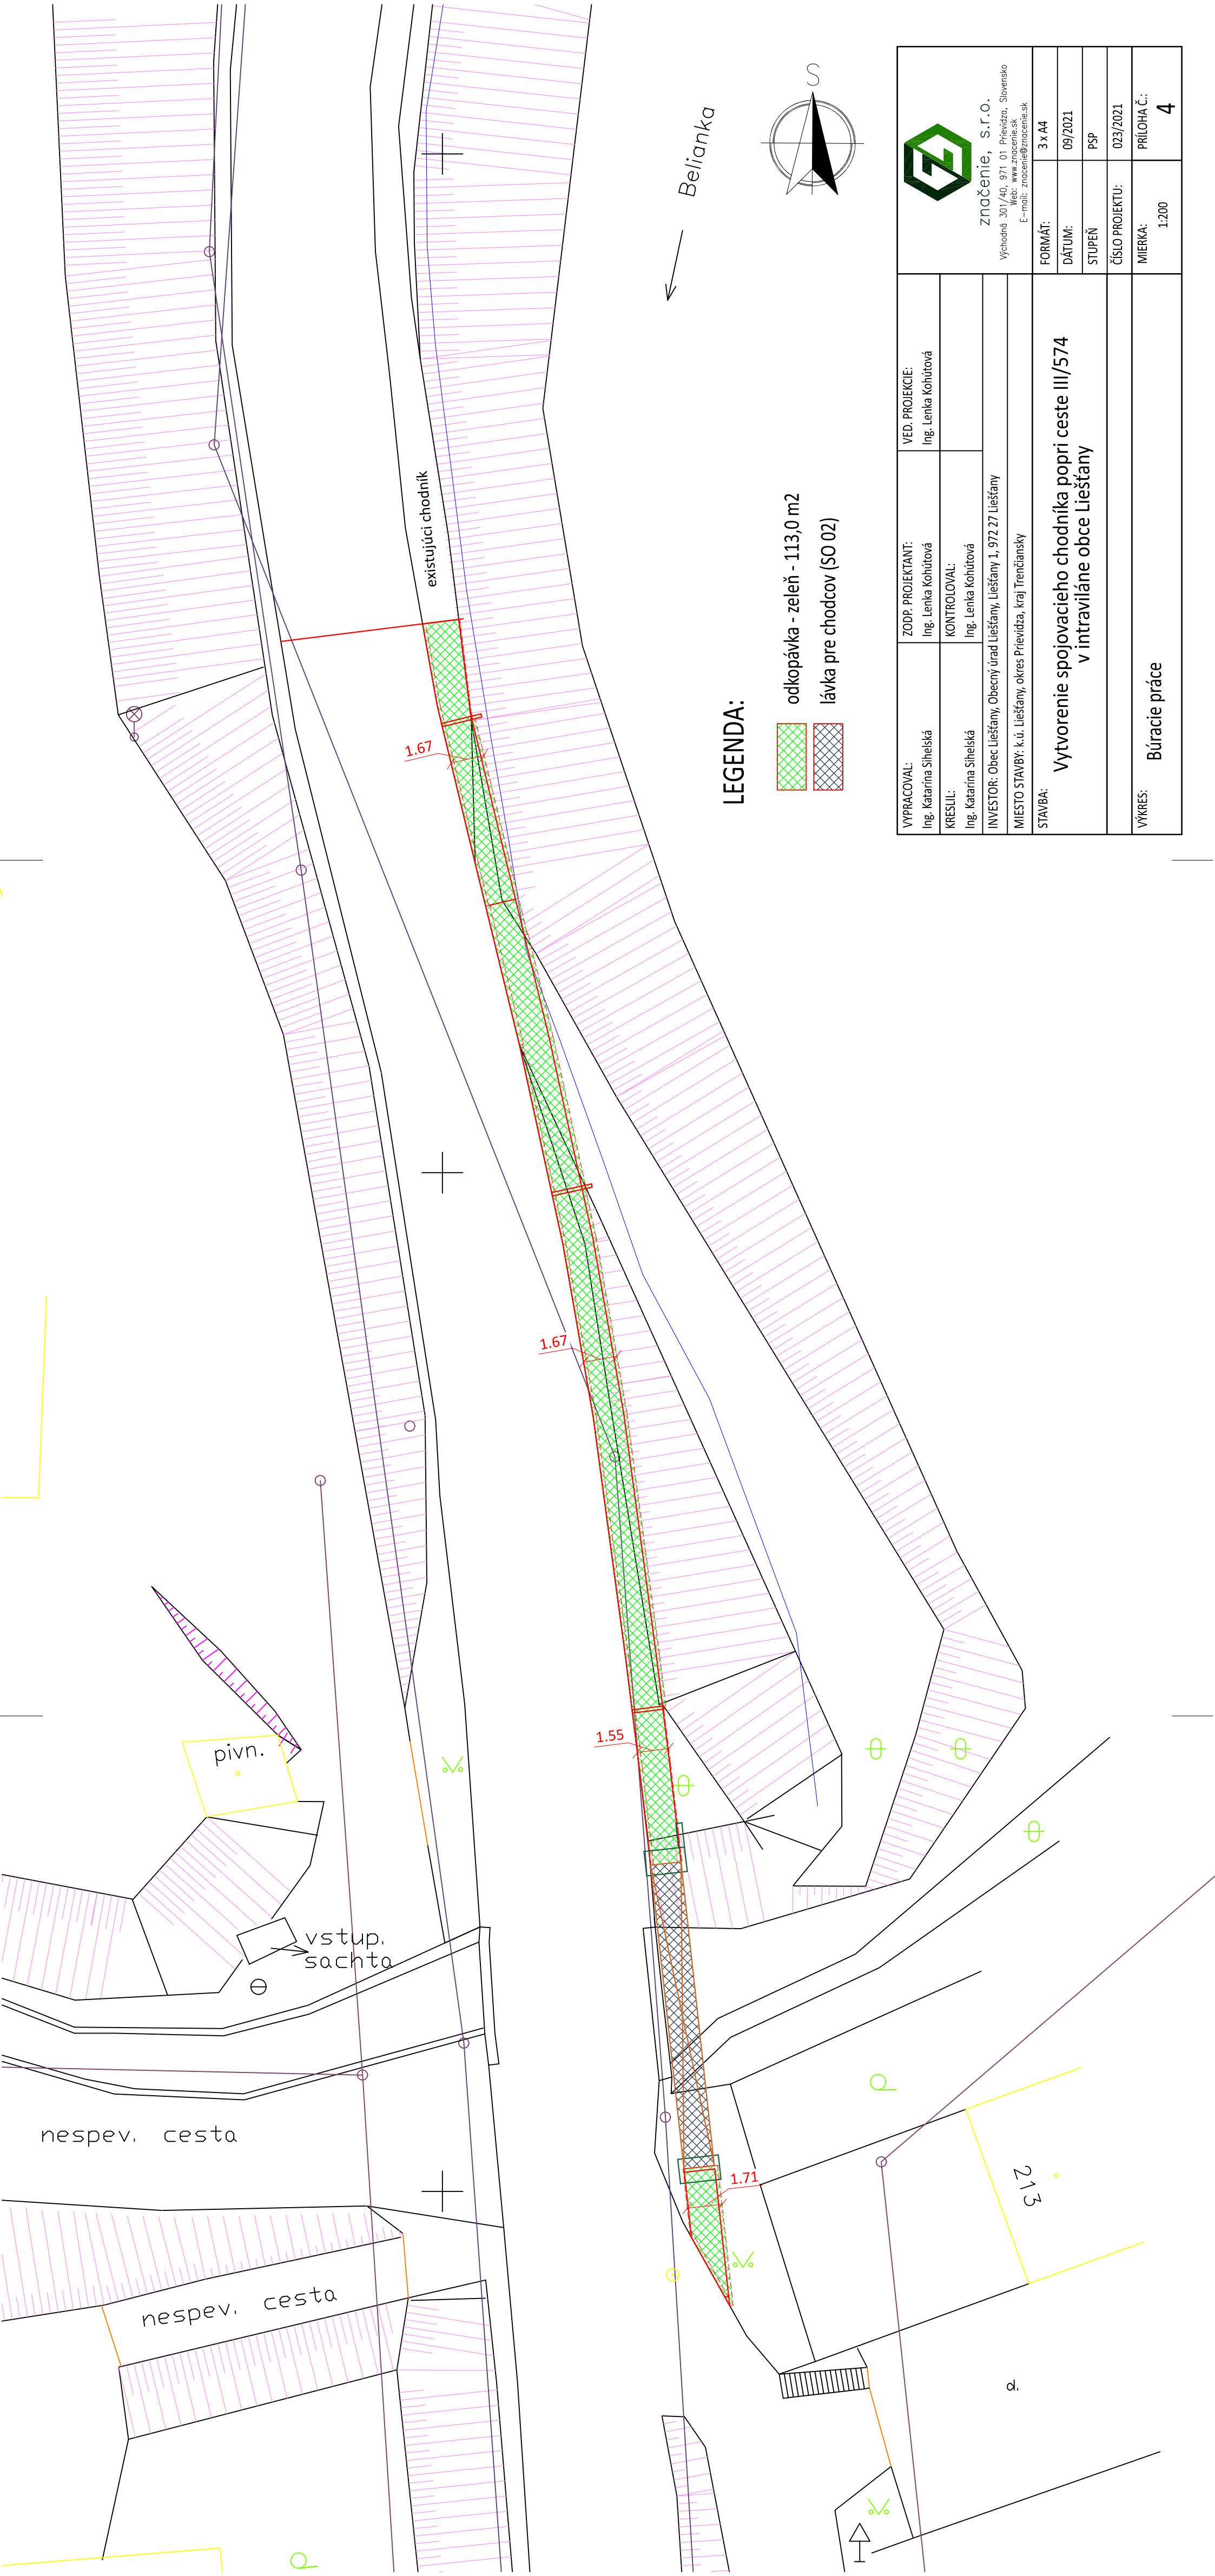 S
Belianka
existujúci chodník
1.67
1.67
1.55
1.71
LEGENDA:
odkopávka - zeleň - 113,0 m2
lávka pre chodcov (SO 02)
pivn.
vstup.
sachta
nespev. cesta
nespev. cesta
213
d.
VYPRACOVAL:
Ing. Katarína Sihelská
ZODP. PROJEKTANT:
Ing. Lenka Kohútová
VED. PROJEKCIE:
Ing. Lenka Kohútová
KRESLIL:
Ing. Katarína Sihelská
KONTROLOVAL:
Ing. Lenka Kohútová
INVESTOR: Obec Liešťany, Obecný úrad Liešťany, Liešťany 1, 972 27 Liešťany
MIESTO STAVBY: k.ú. Liešťany, okres Prievidza, kraj Trenčiansky
STAVBA:
Vytvorenie spojovacieho chodníka popri ceste III/574
v intraviláne obce Liešťany
VÝKRES:
Búracie práce
značenie, s.r.o.
Východná 301/40, 971 01 Prievidza, Slovensko
Web: www.znacenie.sk
E-mail: znacenie@znacenie.sk
FORMÁT:
3 x A4
DÁTUM:
09/2021
STUPEŇ
PSP
ČÍSLO PROJEKTU:
023/2021
MIERKA:
1:200
PRÍLOHA Č.:
4